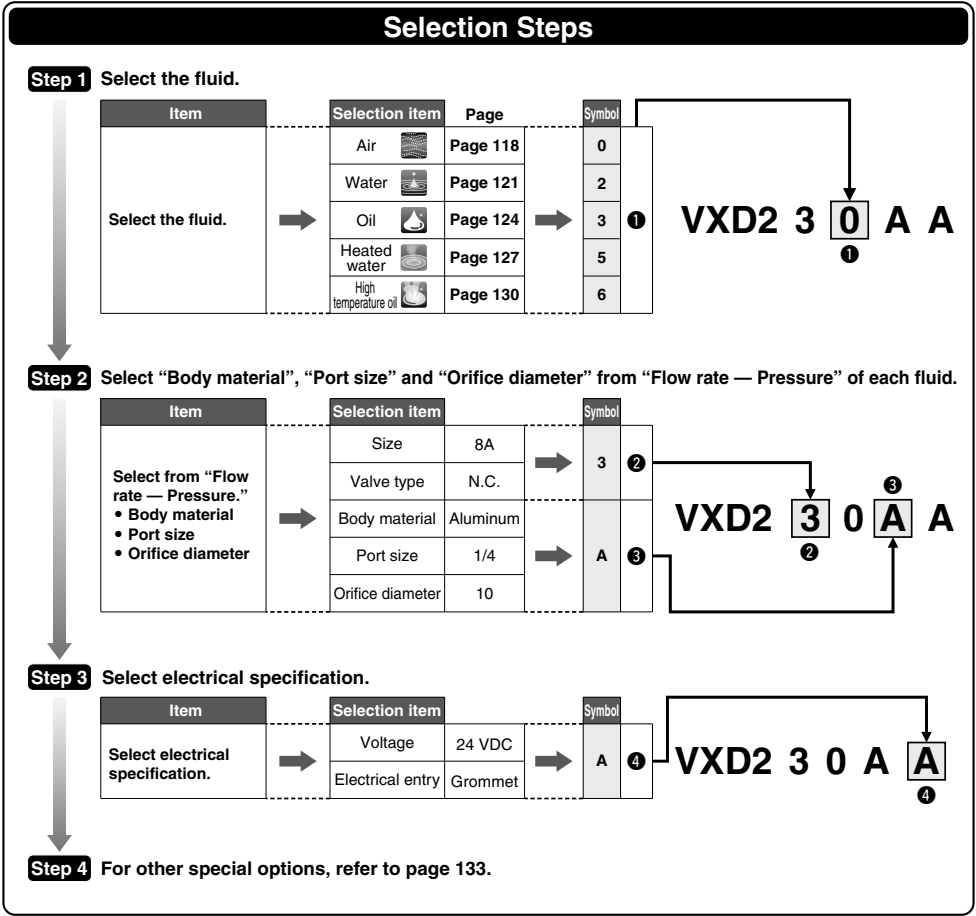 Selection Steps
Step 1 Select the fluid.
Item Selection item Page Symbol
Select the fluid.
Air Page 118 0
Water Page 121 2
Oil Page 124 3
Heated
water Page 127 5
High
temperature oil Page 130 6
❶
VXD2 3 0 A A
❶
Step 2 Select “Body material”, “Port size” and “Orifice diameter” from “Flow rate — Pressure” of each fluid.
Item Selection item Symbol
Select from “Flow
rate — Pressure.”
• Body material
• Port size
• Orifice diameter
Size 8A
Valve type N.C.
3 ❷
Body material Aluminum
Port size 1/4
Orifice diameter 10
A ❸
❸
VXD2 3 0 A A
❷
Step 3 Select electrical specification.
Item Selection item Symbol
Select electrical
specification.
Voltage 24 VDC
Electrical entry Grommet
A ❹
VXD2 3 0 A A
❹
Step 4 For other special options, refer to page 133.